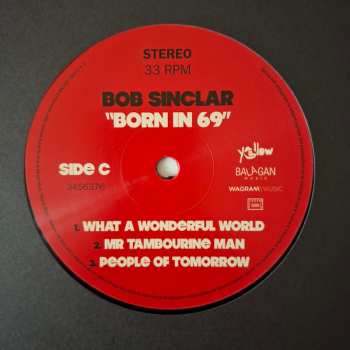 STEREO
33 RPM
BOB SINCLAR
"BORN IN 69"
SIDE C
3456376
yellow
BALAGAN
MUSIC
WAGRAM MUSIC
1. WHAT A WONDERFUL WORLD
2. MR TAMBOURINE MAN
3. PEOPLE OF TOMORROW